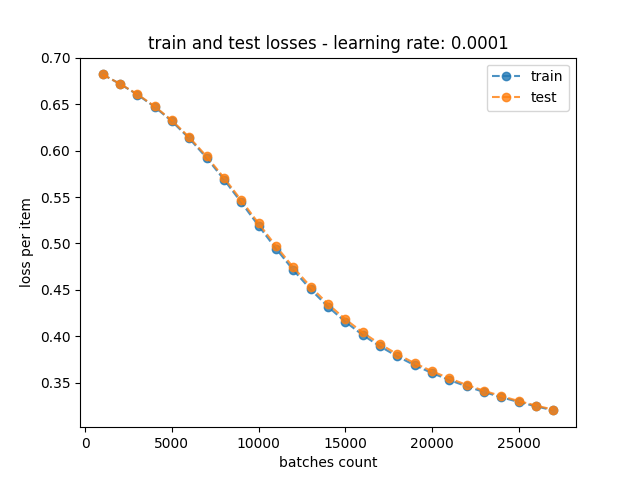 train and test losses - learning rate: 0.0001
train
test
0.70
0.65
0.60
0.55
0.50
0.45
0.40
0.35
loss per item
0
5000
10000
15000
20000
25000
batches count